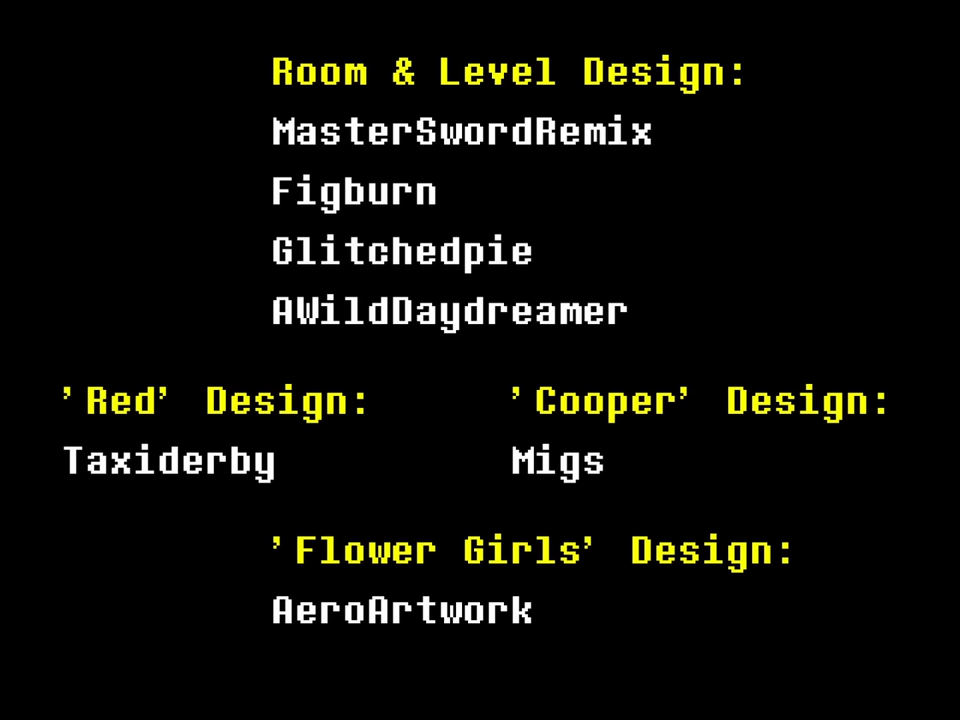 Room & Level Design:
MasterSwordRemix
Figburn
Glitchedpie
AWildDaydreamer
'Red' Design:
Taxiderby
'Cooper' Design:
Migs
'Flower Girls' Design:
AeroArtwork